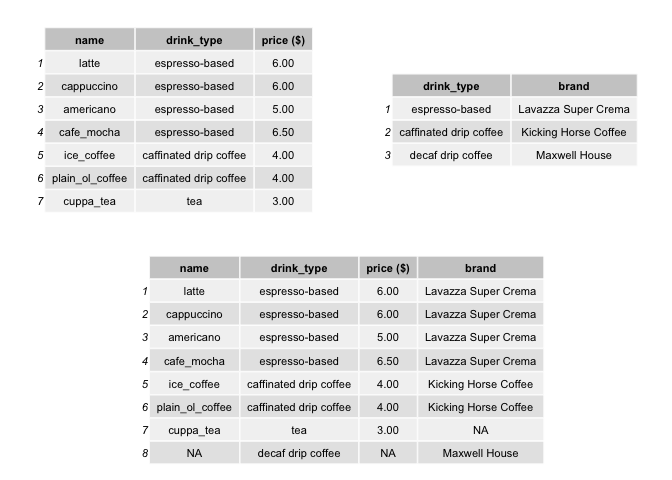 name drink_type price ($)
1 latte espresso-based 6.00
2 cappuccino espresso-based 6.00
3 americano espresso-based 5.00
4 cafe_mocha espresso-based 6.50
5 ice_coffee caffinated drip coffee 4.00
6 plain_ol_coffee caffinated drip coffee 4.00
7 cuppa_tea tea 3.00
drink_type brand
1 espresso-based Lavazza Super Crema
2 caffinated drip coffee Kicking Horse Coffee
3 decaf drip coffee Maxwell House
name drink_type price ($) brand
1 latte espresso-based 6.00 Lavazza Super Crema
2 cappuccino espresso-based 6.00 Lavazza Super Crema
3 americano espresso-based 5.00 Lavazza Super Crema
4 cafe_mocha espresso-based 6.50 Lavazza Super Crema
5 ice_coffee caffinated drip coffee 4.00 Kicking Horse Coffee
6 plain_ol_coffee caffinated drip coffee 4.00 Kicking Horse Coffee
7 cuppa_tea tea 3.00 NA
8 NA decaf drip coffee NA Maxwell House